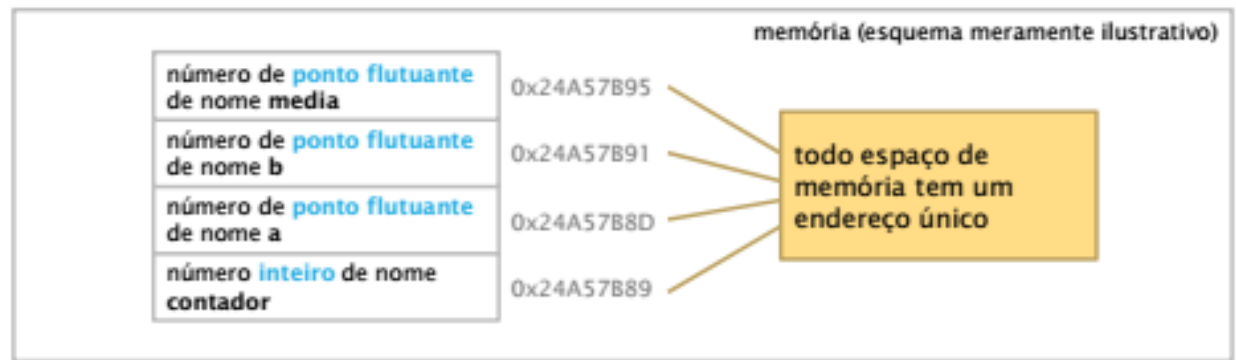 memória (esquema meramente ilustrativo)
número de ponto flutuante
de nome media
0x24A57B95
número de ponto flutuante
de nome b
0x24A57B91
número de ponto flutuante
de nome a
0x24A57B8D
número inteiro de nome
contador
0x24A57B89
todo espaço de
memória tem um
endereço único